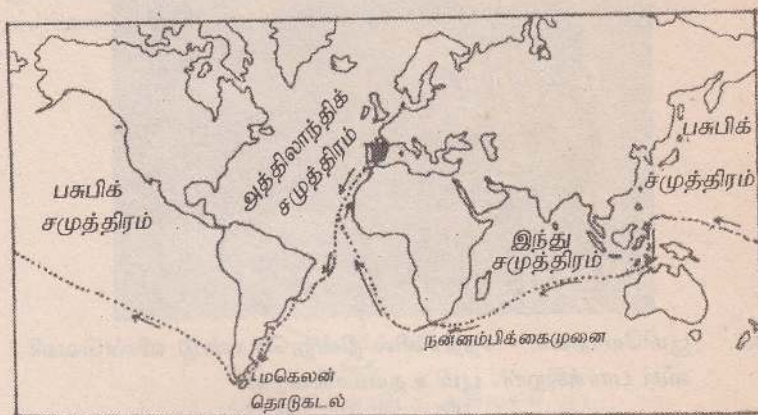 அத்திலாந்திக்
சமுத்திரம்
பசுபிக்
சமுத்திரம்
பசுபிக்
சமுத்திரம்
இந்து
சமுத்திரம்
நன்னம்பிக்கைமுனை
மகெலன்
தொடுகடல்